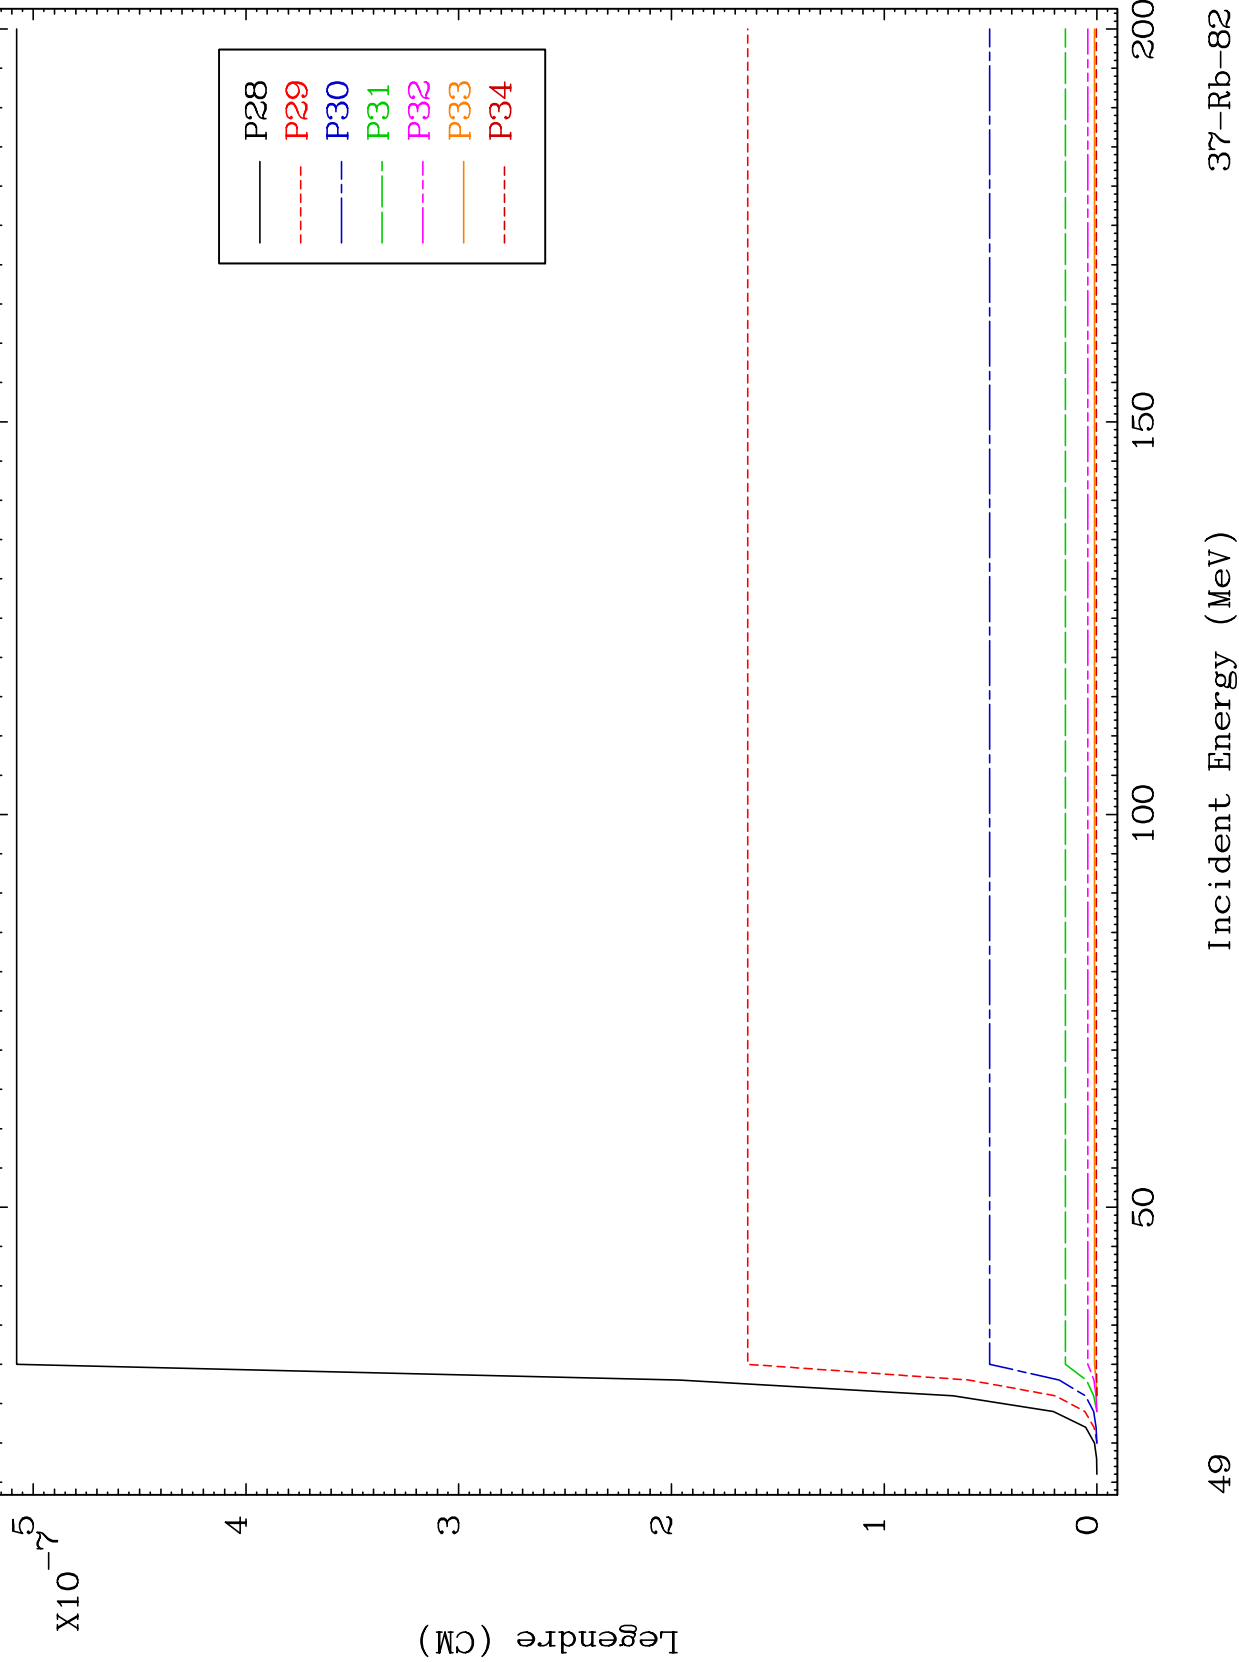 P28
P29
P30
P31
P32
P33
P34
5
4
3
2
1
0
X10
-7
Legendre (CM)
50
100
150
200
Incident Energy (MeV)
49
37-Rb-82